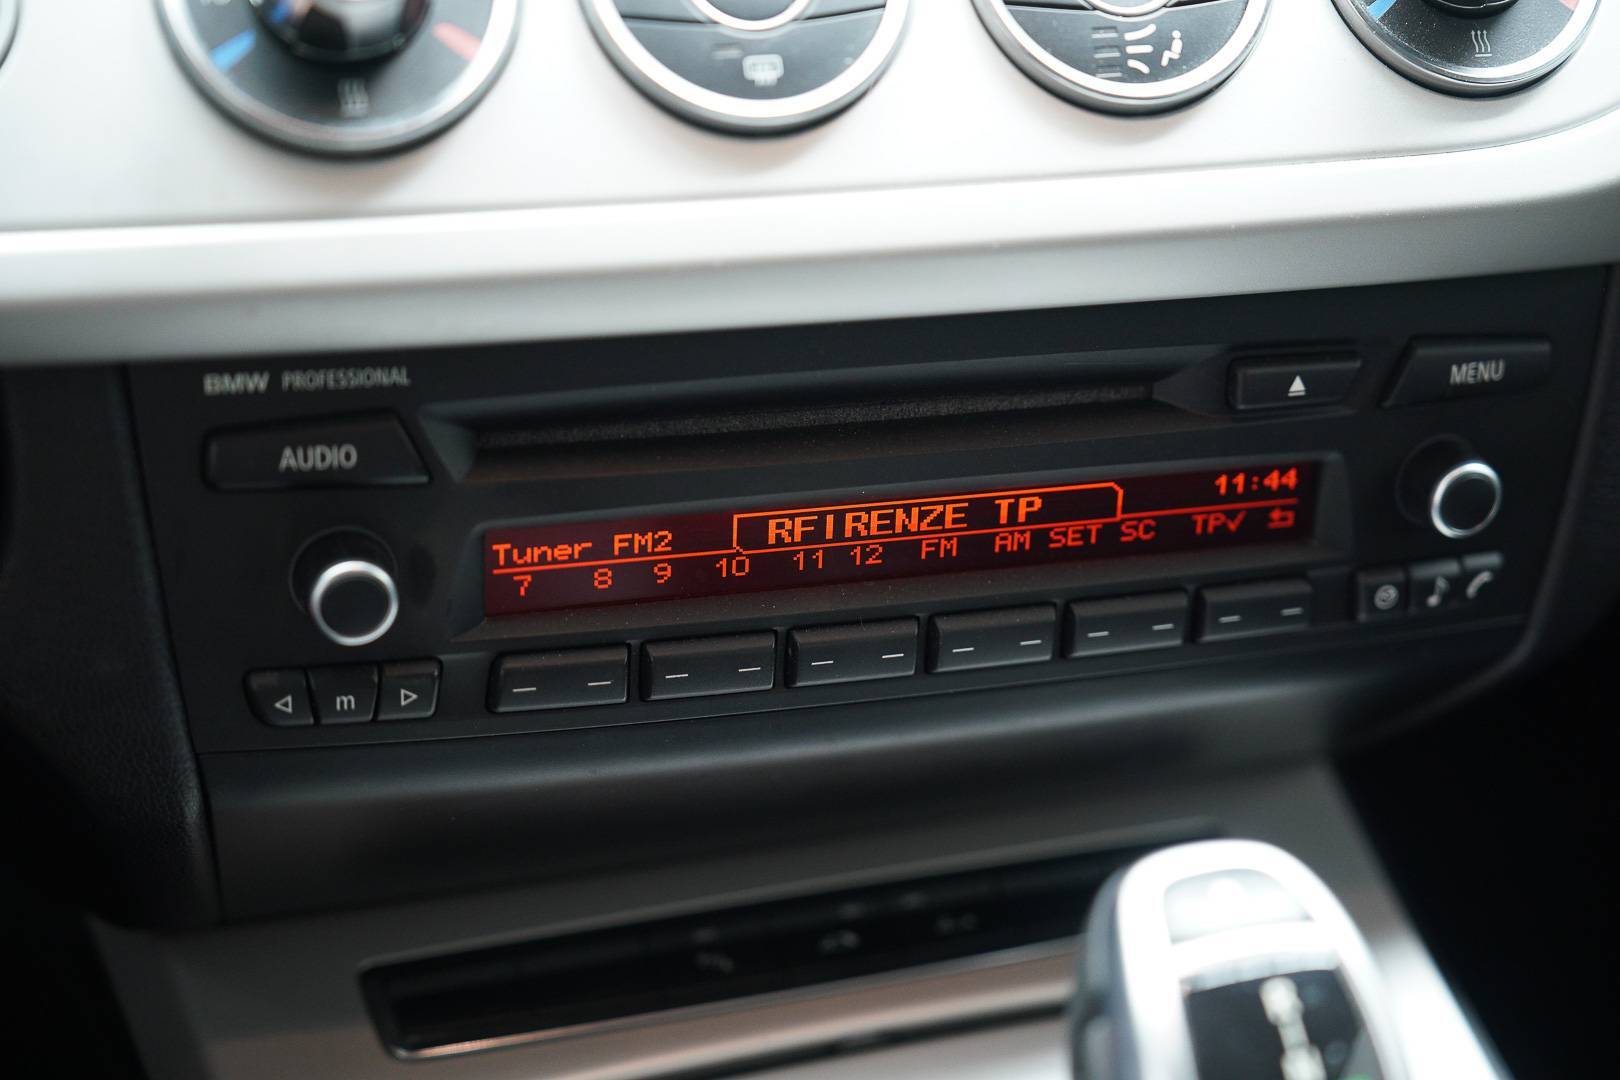 BMW PROFESSIONAL
MENU
AUDIO
11:44
Tuner FM2 RFIRENZE TP
7 8 9 10 11 12 FM AM SET SC TP✓
m